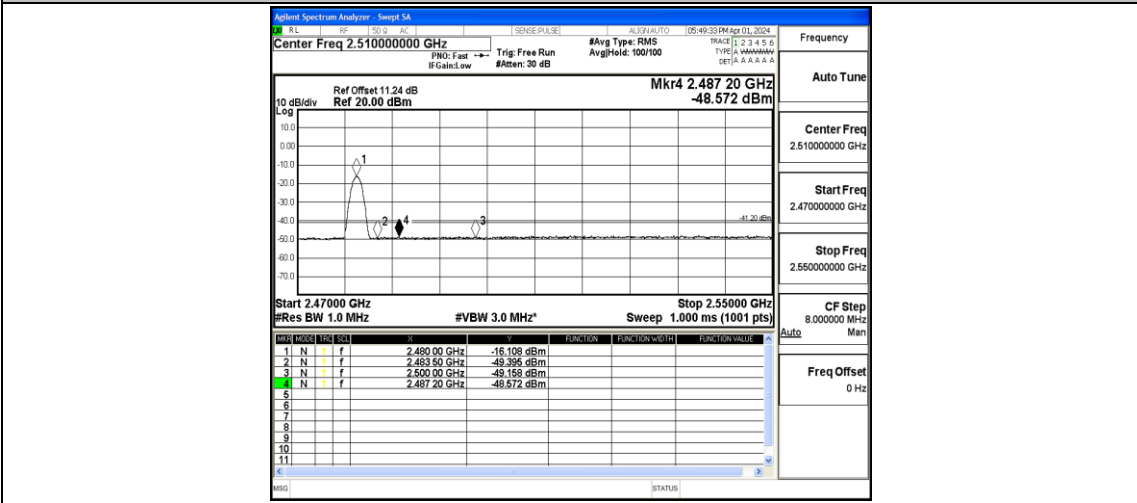 Agilent Spectrum Analyzer - Swept SA
RL RF 50 Ω AC SENSE:PULSE ALIGN AUTO 05:49:33 PM Apr 01, 2024
Center Freq 2.510000000 GHz #Avg Type: RMS TRACE 1 2 3 4 5 6
PNO: Fast Trig: Free Run Avg|Hold: 100/100 TYPE A WWWWW
IFGain:Low #Atten: 30 dB DET A A A A A A
Mkr4 2.487 20 GHz
-48.572 dBm
Ref Offset 11.24 dB
10 dB/div Ref 20.00 dBm
Log
10.0
0.00
-10.0
-20.0
-30.0
-40.0
-50.0
-60.0
-70.0
1
2 4 3
-41.20 dBm
Start 2.47000 GHz Stop 2.55000 GHz
#Res BW 1.0 MHz #VBW 3.0 MHz* Sweep 1.000 ms (1001 pts)
MKR MODE TRC SCL X Y FUNCTION FUNCTION WIDTH FUNCTION VALUE
1 N 1 f 2.480 00 GHz -16.108 dBm
2 N 1 f 2.483 50 GHz -49.395 dBm
3 N 1 f 2.500 00 GHz -49.158 dBm
4 N 1 f 2.487 20 GHz -48.572 dBm
5
6
7
8
9
10
11
MSG STATUS
Frequency
Auto Tune
Center Freq
2.510000000 GHz
Start Freq
2.470000000 GHz
Stop Freq
2.550000000 GHz
CF Step
8.000000 MHz
Auto Man
Freq Offset
0 Hz